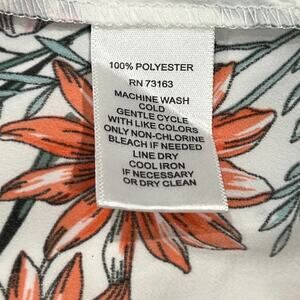 100% POLYESTER
RN 73163
MACHINE WASH
COLD
GENTLE CYCLE
WITH LIKE COLORS
ONLY NON-CHLORINE
BLEACH IF NEEDED
LINE DRY
COOL IRON
IF NECESSARY
OR DRY CLEAN